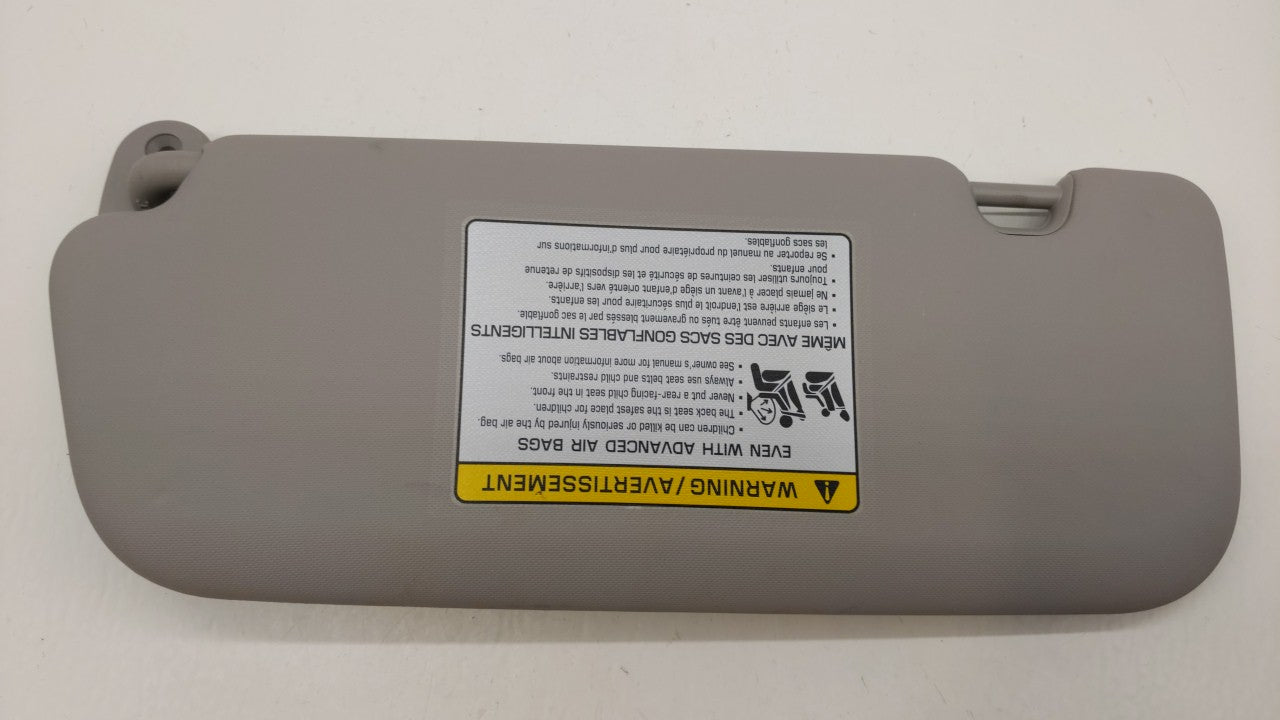 WARNING / AVERTISSEMENT
EVEN WITH ADVANCED AIR BAGS
• Children can be killed or seriously injured by the air bag.
• The back seat is the safest place for children.
• Never put a rear-facing child seat in the front.
• Always use seat belts and child restraints.
• See owner's manual for more information about air bags.
MÊME AVEC DES SACS GONFLABLES INTELLIGENTS
• Les enfants peuvent être tués ou gravement blessés par le sac gonflable.
• Le siège arrière est l'endroit le plus sécuritaire pour les enfants.
• Ne jamais placer à l'avant un siège d'enfant orienté vers l'arrière.
• Toujours utiliser les ceintures de sécurité et les dispositifs de retenue
pour enfants.
• Se reporter au manuel du propriétaire pour plus d'informations sur
les sacs gonflables.